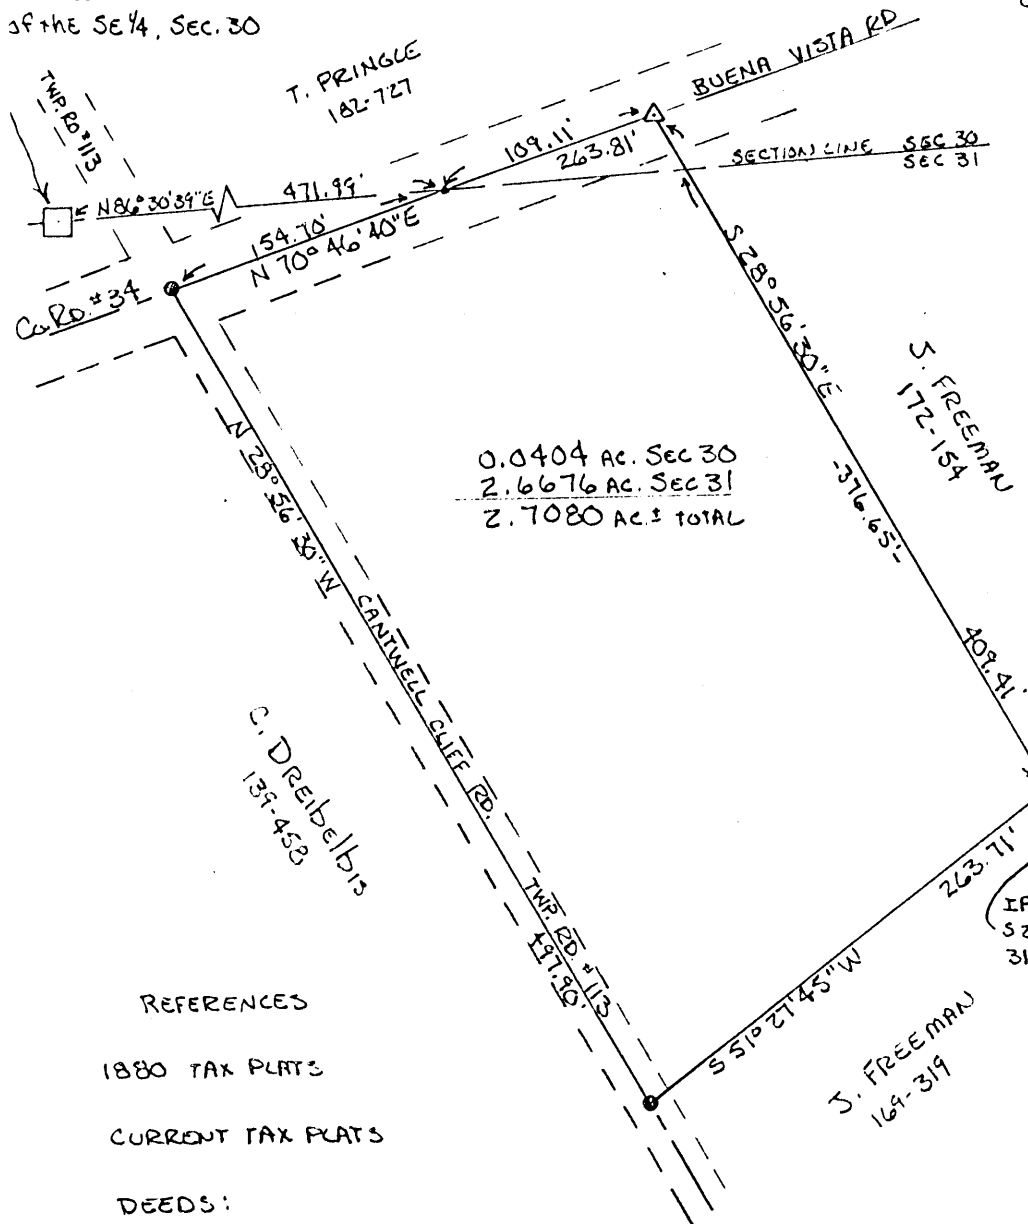 of the SE 1/4, SEC. 30
TWP. RD #113
T. PRINGLE
182-727
BUENA VISTA RD
109.11'
263.81'
SECTION LINE SEC 30
SEC 31
N86°30'39"E
471.99'
154.70'
N 70° 46' 40" E
Co. RD. #34
S 28° 56' 30" E
S. FREEMAN
172-154
0.0404 AC. SEC 30
2.6676 AC. SEC 31
2.7080 AC.± TOTAL
N 28° 56' 30" W
-376.65'-
CANTWELL CLIFF RD.
409.41'
C. DREIbelbis
139-458
263.71'
TWP. RD. #113
497.90'
S 51° 27' 45" W
REFERENCES
J. FREEMAN
169-319
1880 TAX PLATS
CURRENT TAX PLATS
DEEDS: